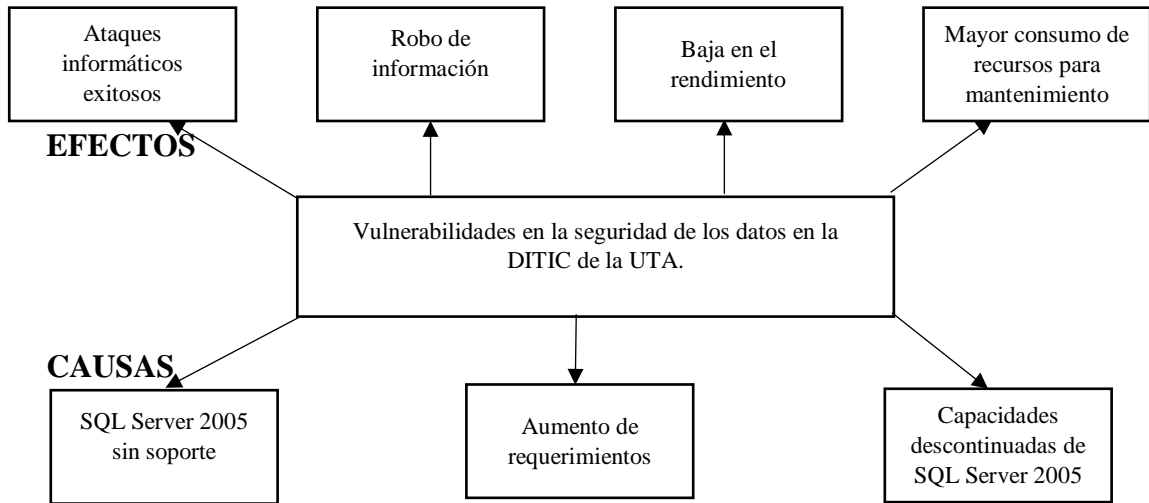 Ataques
informáticos
exitosos
Robo de
información
Baja en el
rendimiento
Mayor consumo de
recursos para
mantenimiento
EFECTOS
Vulnerabilidades en la seguridad de los datos en la
DITIC de la UTA.
CAUSAS
SQL Server 2005
sin soporte
Aumento de
requerimientos
Capacidades
descontinuadas de
SQL Server 2005